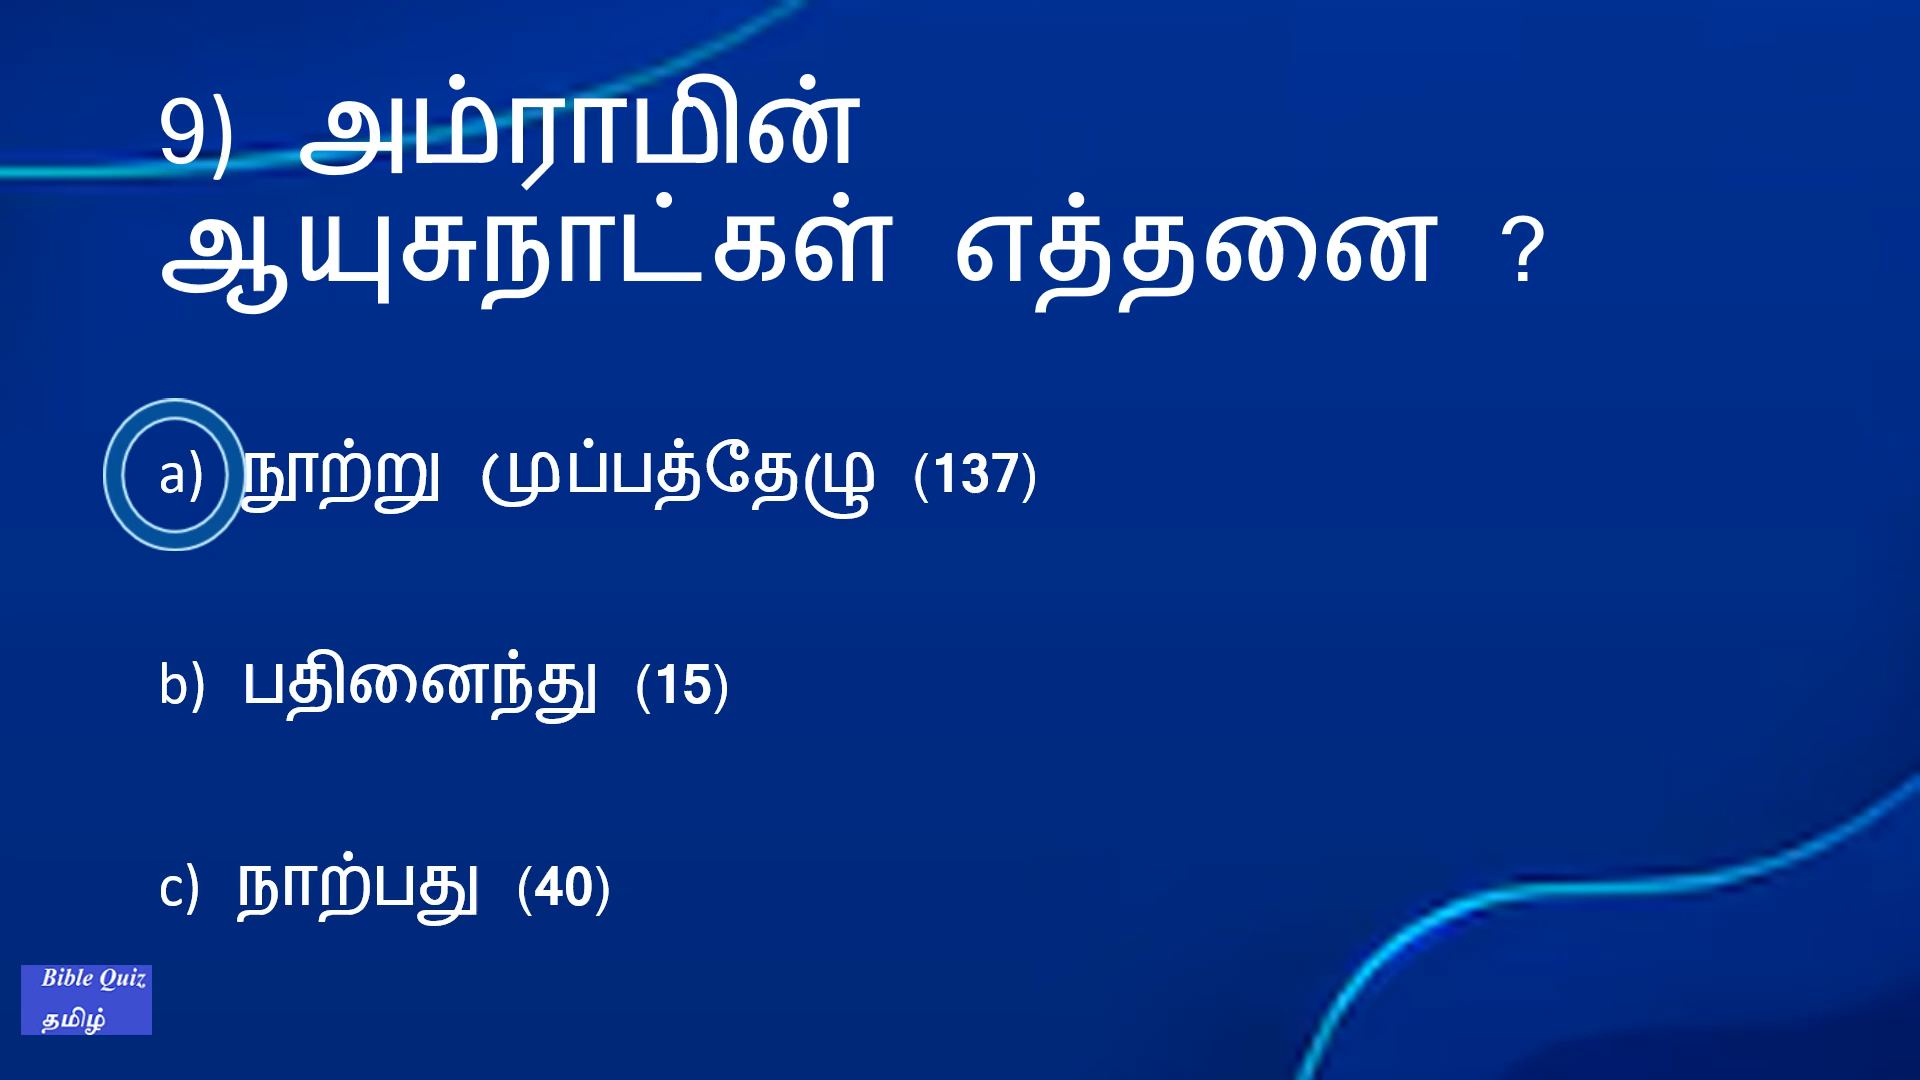 9) அம்ராமின்
ஆயுசுநாட்கள் எத்தனை ?
a) நூற்று முப்பத்தேழு (137)
b) பதினைந்து (15)
c) நாற்பது (40)
Bible Quiz
தமிழ்